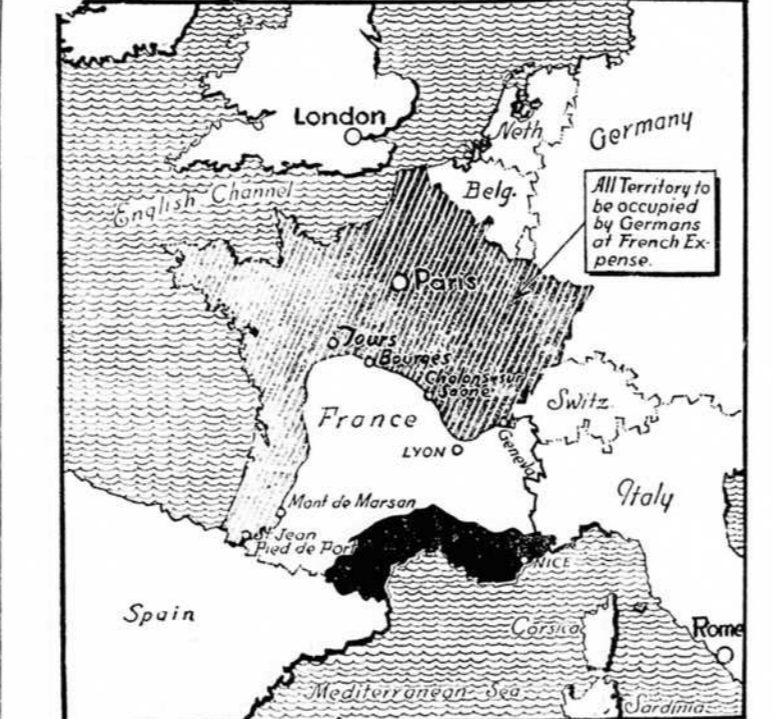 London
Neth
Germany
English Channel
Belg.
All Territory to
be occupied
by Germans
at French Ex-
pense.
Paris
Tours
Bourges
Chalons-sur
Saone
Switz.
France
LYON
Geneva
Italy
Mont de Marsan
St Jean
Pied de Port
NICE
Spain
Corsica
Rome
Mediterranean Sea
Sardinia